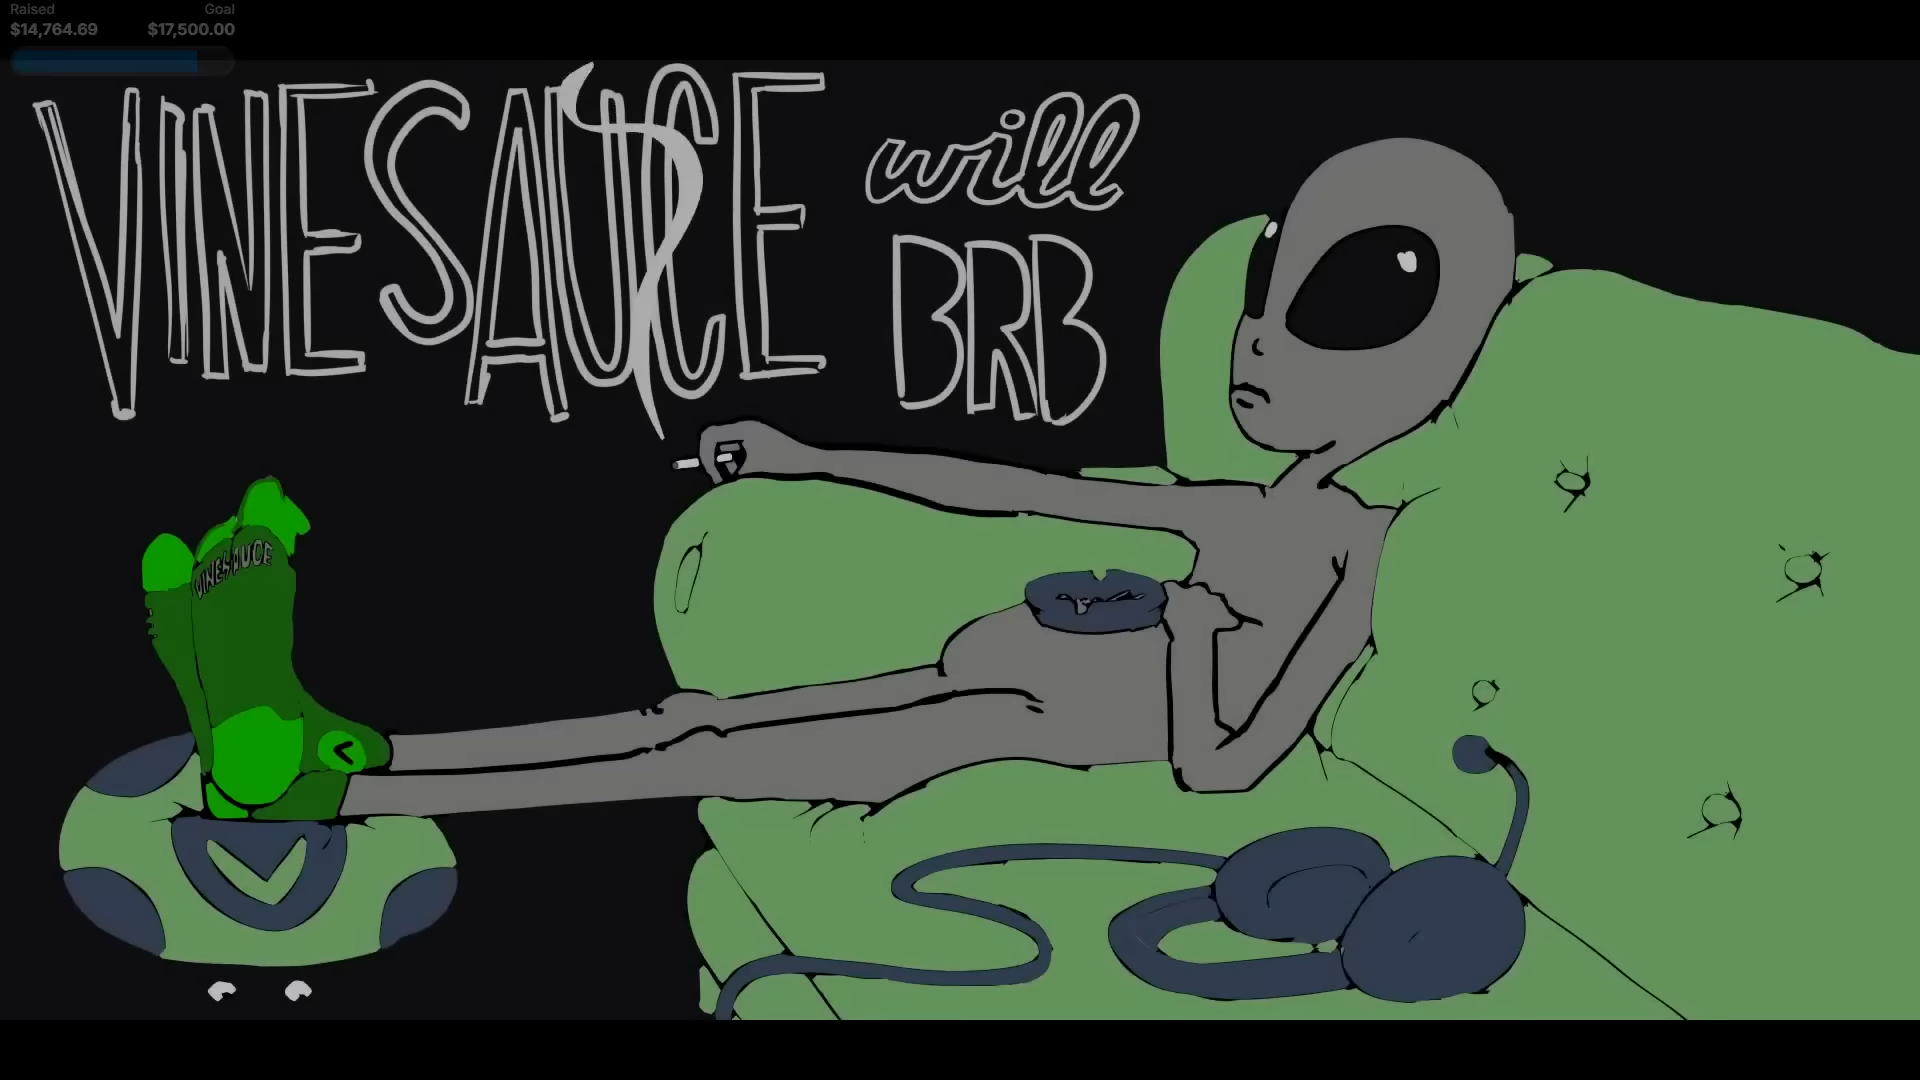 Raised Goal
$14,764.69 $17,500.00
VINESAUCE will
BRB
VINESAUCE